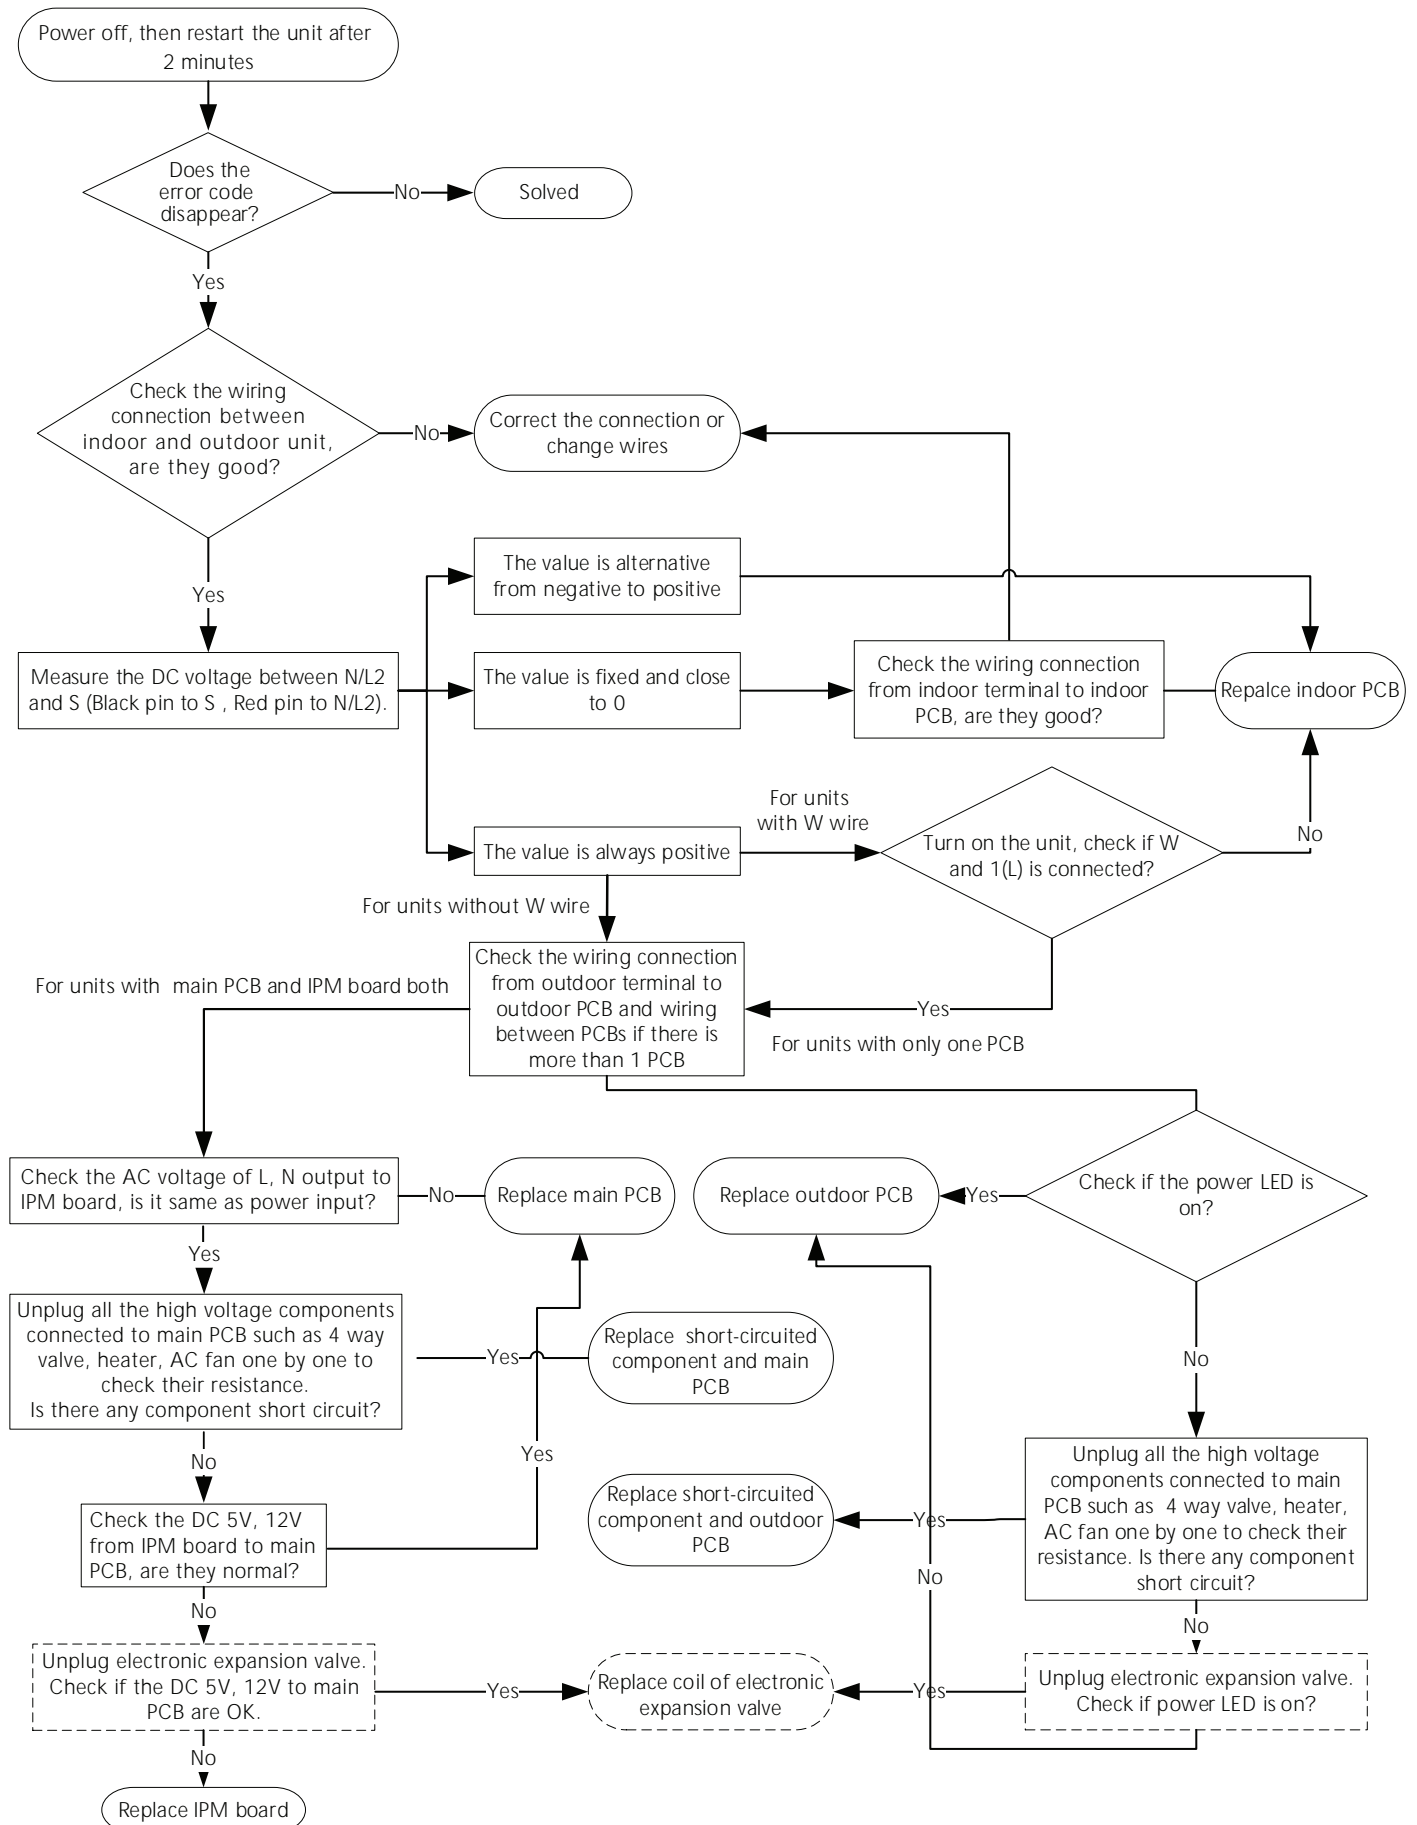 Power off, then restart the unit after
2 minutes
Does the
error code
disappear?
No
Solved
Yes
Check the wiring
connection between
indoor and outdoor unit,
are they good?
No
Correct the connection or
change wires
Yes
The value is alternative
from negative to positive
Measure the DC voltage between N/L2
and S (Black pin to S , Red pin to N/L2).
The value is fixed and close
to 0
Check the wiring connection
from indoor terminal to indoor
PCB, are they good?
Repalce indoor PCB
For units
with W wire
The value is always positive
Turn on the unit, check if W
and 1(L) is connected?
No
For units without W wire
For units with main PCB and IPM board both
Check the wiring connection
from outdoor terminal to
outdoor PCB and wiring
between PCBs if there is
more than 1 PCB
Yes
For units with only one PCB
Check the AC voltage of L, N output to
IPM board, is it same as power input?
No
Replace main PCB
Replace outdoor PCB
Yes
Check if the power LED is
on?
Yes
Unplug all the high voltage components
connected to main PCB such as 4 way
valve, heater, AC fan one by one to
check their resistance.
Is there any component short circuit?
Yes
Replace short-circuited
component and main
PCB
No
No
Yes
Check the DC 5V, 12V
from IPM board to main
PCB, are they normal?
Replace short-circuited
component and outdoor
PCB
Yes
Unplug all the high voltage
components connected to main
PCB such as 4 way valve, heater,
AC fan one by one to check their
resistance. Is there any component
short circuit?
No
No
No
Unplug electronic expansion valve.
Check if the DC 5V, 12V to main
PCB are OK.
Yes
Replace coil of electronic
expansion valve
Yes
Unplug electronic expansion valve.
Check if power LED is on?
No
Replace IPM board